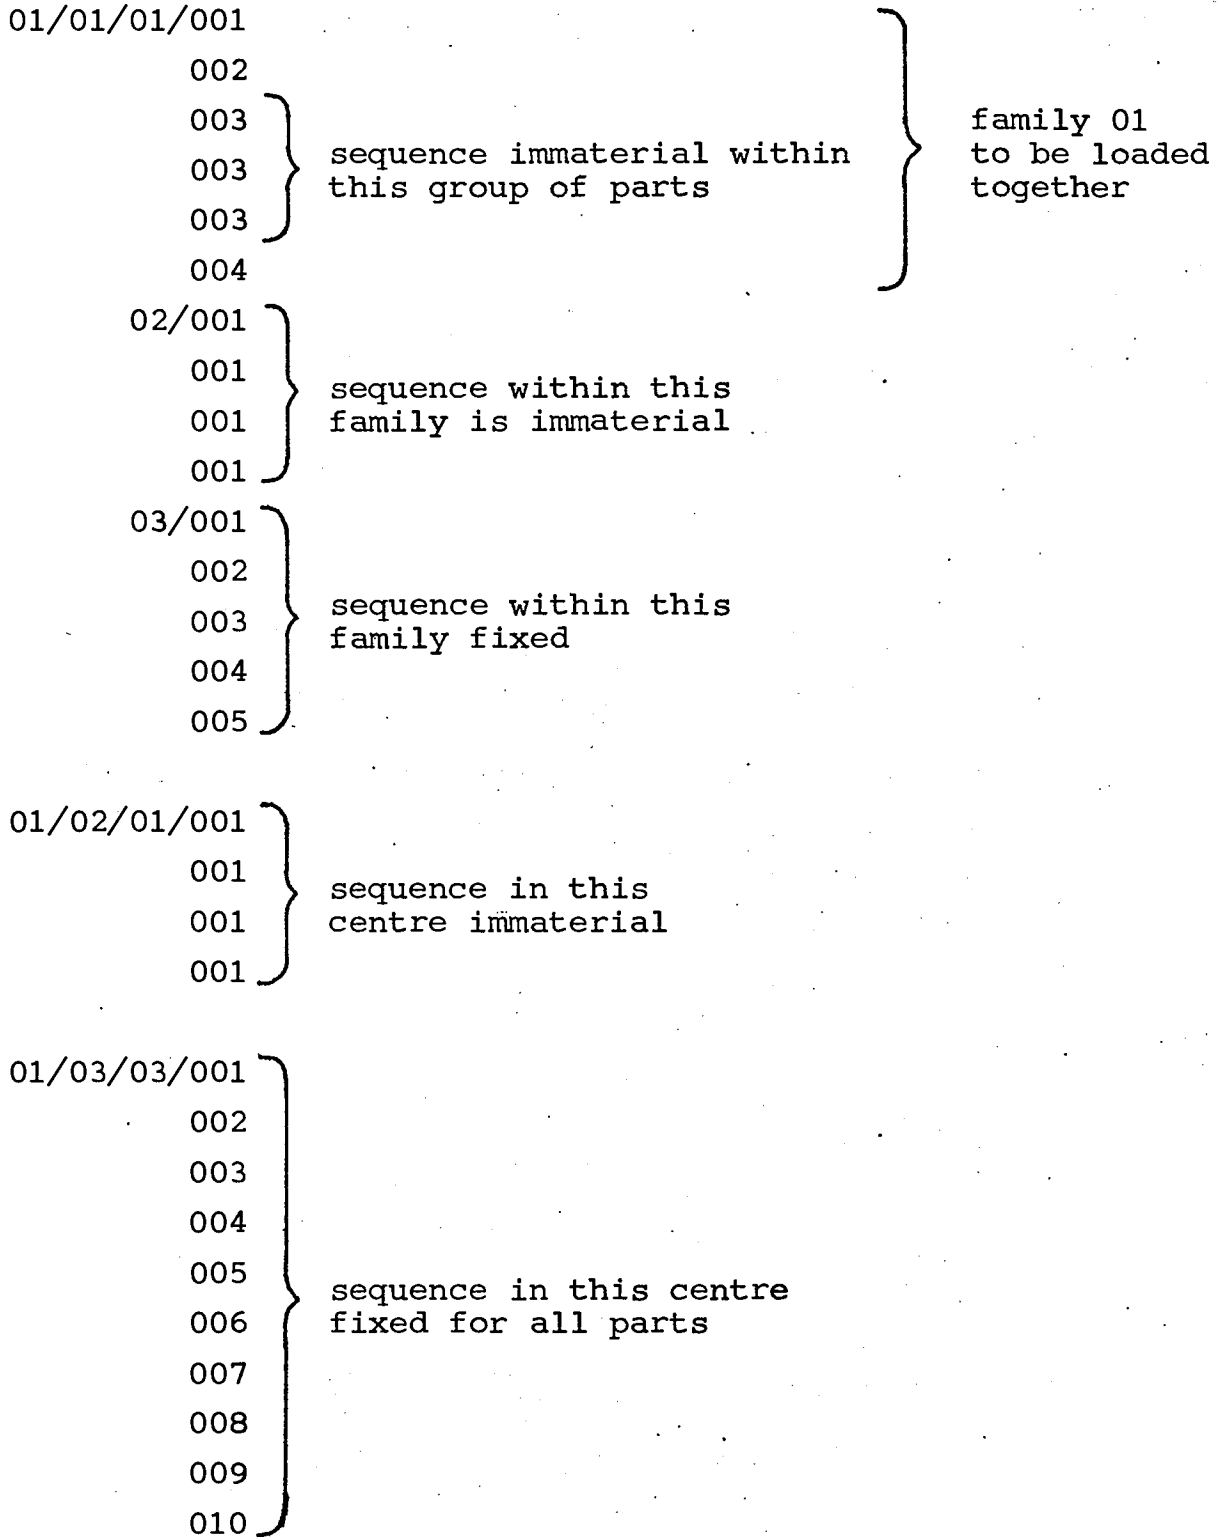 01/01/01/001
002
003
003
003
004
sequence immaterial within
this group of parts
family 01
to be loaded
together
02/001
001
001
001
sequence within this
family is immaterial
03/001
002
003
004
005
sequence within this
family fixed
01/02/01/001
001
001
001
sequence in this
centre immaterial
01/03/03/001
002
003
004
005
006
007
008
009
010
sequence in this centre
fixed for all parts